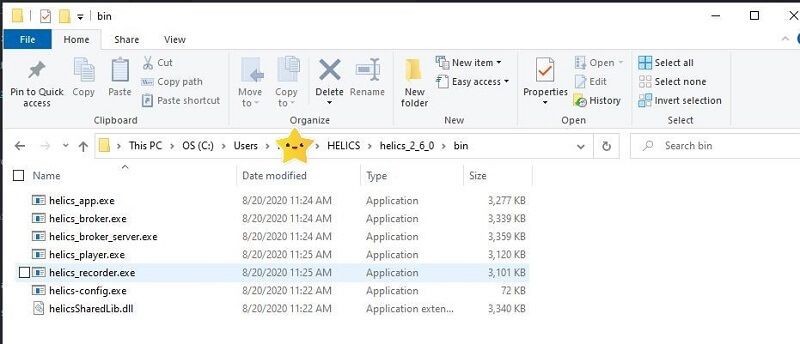 bin
File Home Share View
Pin to Quick access
Copy
Paste
Cut
Copy path
Paste shortcut
Clipboard
Move to
Copy to
Delete
Rename
Organize
New folder
New item
Easy access
New
Properties
Open
Edit
History
Open
Select all
Select none
Invert selection
Select
This PC > OS (C:) > Users > HELICS > helics_2_6_0 > bin
Search bin
Name Date modified Type Size
helics_app.exe 8/20/2020 11:24 AM Application 3,277 KB
helics_broker.exe 8/20/2020 11:24 AM Application 3,339 KB
helics_broker_server.exe 8/20/2020 11:24 AM Application 3,359 KB
helics_player.exe 8/20/2020 11:25 AM Application 3,120 KB
helics_recorder.exe 8/20/2020 11:25 AM Application 3,101 KB
helics-config.exe 8/20/2020 11:22 AM Application 72 KB
helicsSharedLib.dll 8/20/2020 11:22 AM Application exten... 3,340 KB